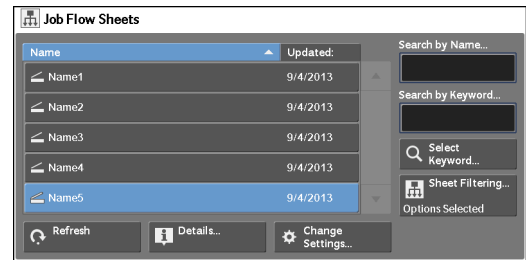 Job Flow Sheets
Name Updated:
Name1 9/4/2013
Name2 9/4/2013
Name3 9/4/2013
Name4 9/4/2013
Name5 9/4/2013
Refresh
Details...
Change
Settings...
Search by Name...
Search by Keyword...
Select
Keyword...
Sheet Filtering...
Options Selected